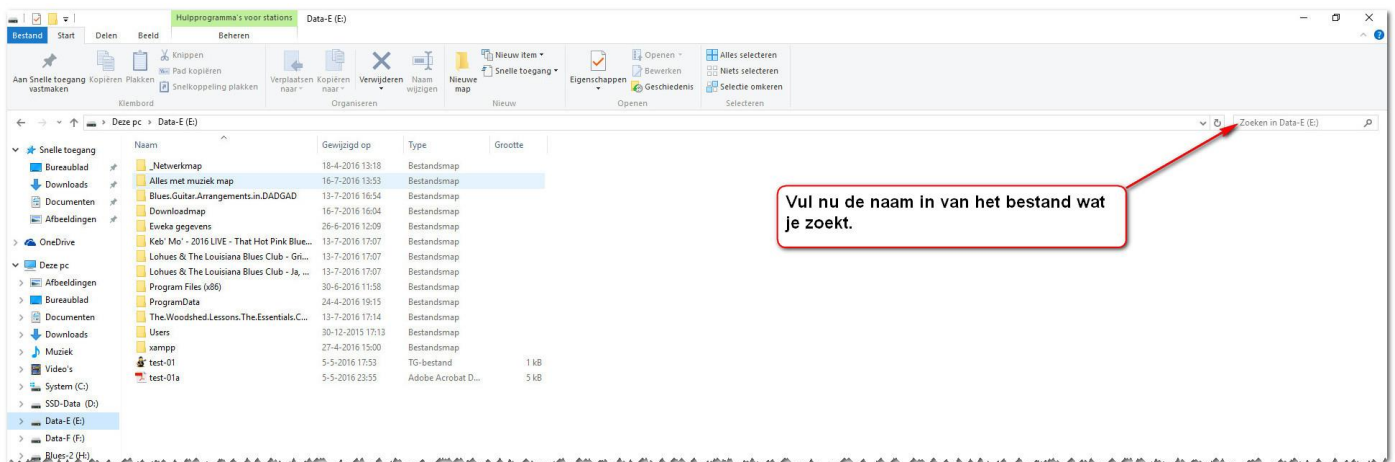 Hulpprogramma's voor stations Data-E (E:)
Bestand Start Delen Beeld Beheren
Aan Snelle toegang vastmaken
Kopiëren
Plakken
Knippen
Pad kopiëren
Snelkoppeling plakken
Klembord
Verplaatsen naar
Kopiëren naar
Verwijderen
Naam wijzigen
Organiseren
Nieuwe map
Nieuw item
Snelle toegang
Nieuw
Eigenschappen
Openen
Bewerken
Geschiedenis
Openen
Alles selecteren
Niets selecteren
Selectie omkeren
Selecteren
Deze pc > Data-E (E:)
Zoeken in Data-E (E:)
Snelle toegang
Bureaublad
Downloads
Documenten
Afbeeldingen
OneDrive
Deze pc
Afbeeldingen
Bureaublad
Documenten
Downloads
Muziek
Video's
System (C:)
SSD-Data (D:)
Data-E (E:)
Data-F (F:)
Blues-2 (H:)
Naam Gewijzigd op Type Grootte
_Netwerkmap 18-4-2016 13:18 Bestandsmap
Alles met muziek map 16-7-2016 13:53 Bestandsmap
Blues.Guitar.Arrangements.in.DADGAD 13-7-2016 16:54 Bestandsmap
Downloadmap 16-7-2016 16:04 Bestandsmap
Eweka gegevens 26-6-2016 12:09 Bestandsmap
Keb' Mo' - 2016 LIVE - That Hot Pink Blue... 13-7-2016 17:07 Bestandsmap
Lohues & The Louisiana Blues Club - Gri... 13-7-2016 17:07 Bestandsmap
Lohues & The Louisiana Blues Club - Ja, ... 13-7-2016 17:07 Bestandsmap
Program Files (x86) 30-6-2016 11:58 Bestandsmap
ProgramData 24-4-2016 19:15 Bestandsmap
The.Woodshed.Lessons.The.Essentials.C... 13-7-2016 17:14 Bestandsmap
Users 30-12-2015 17:13 Bestandsmap
xampp 27-4-2016 15:00 Bestandsmap
test-01 5-5-2016 17:53 TG-bestand 1 kB
test-01a 5-5-2016 23:55 Adobe Acrobat D... 5 kB
Vul nu de naam in van het bestand wat
je zoekt.